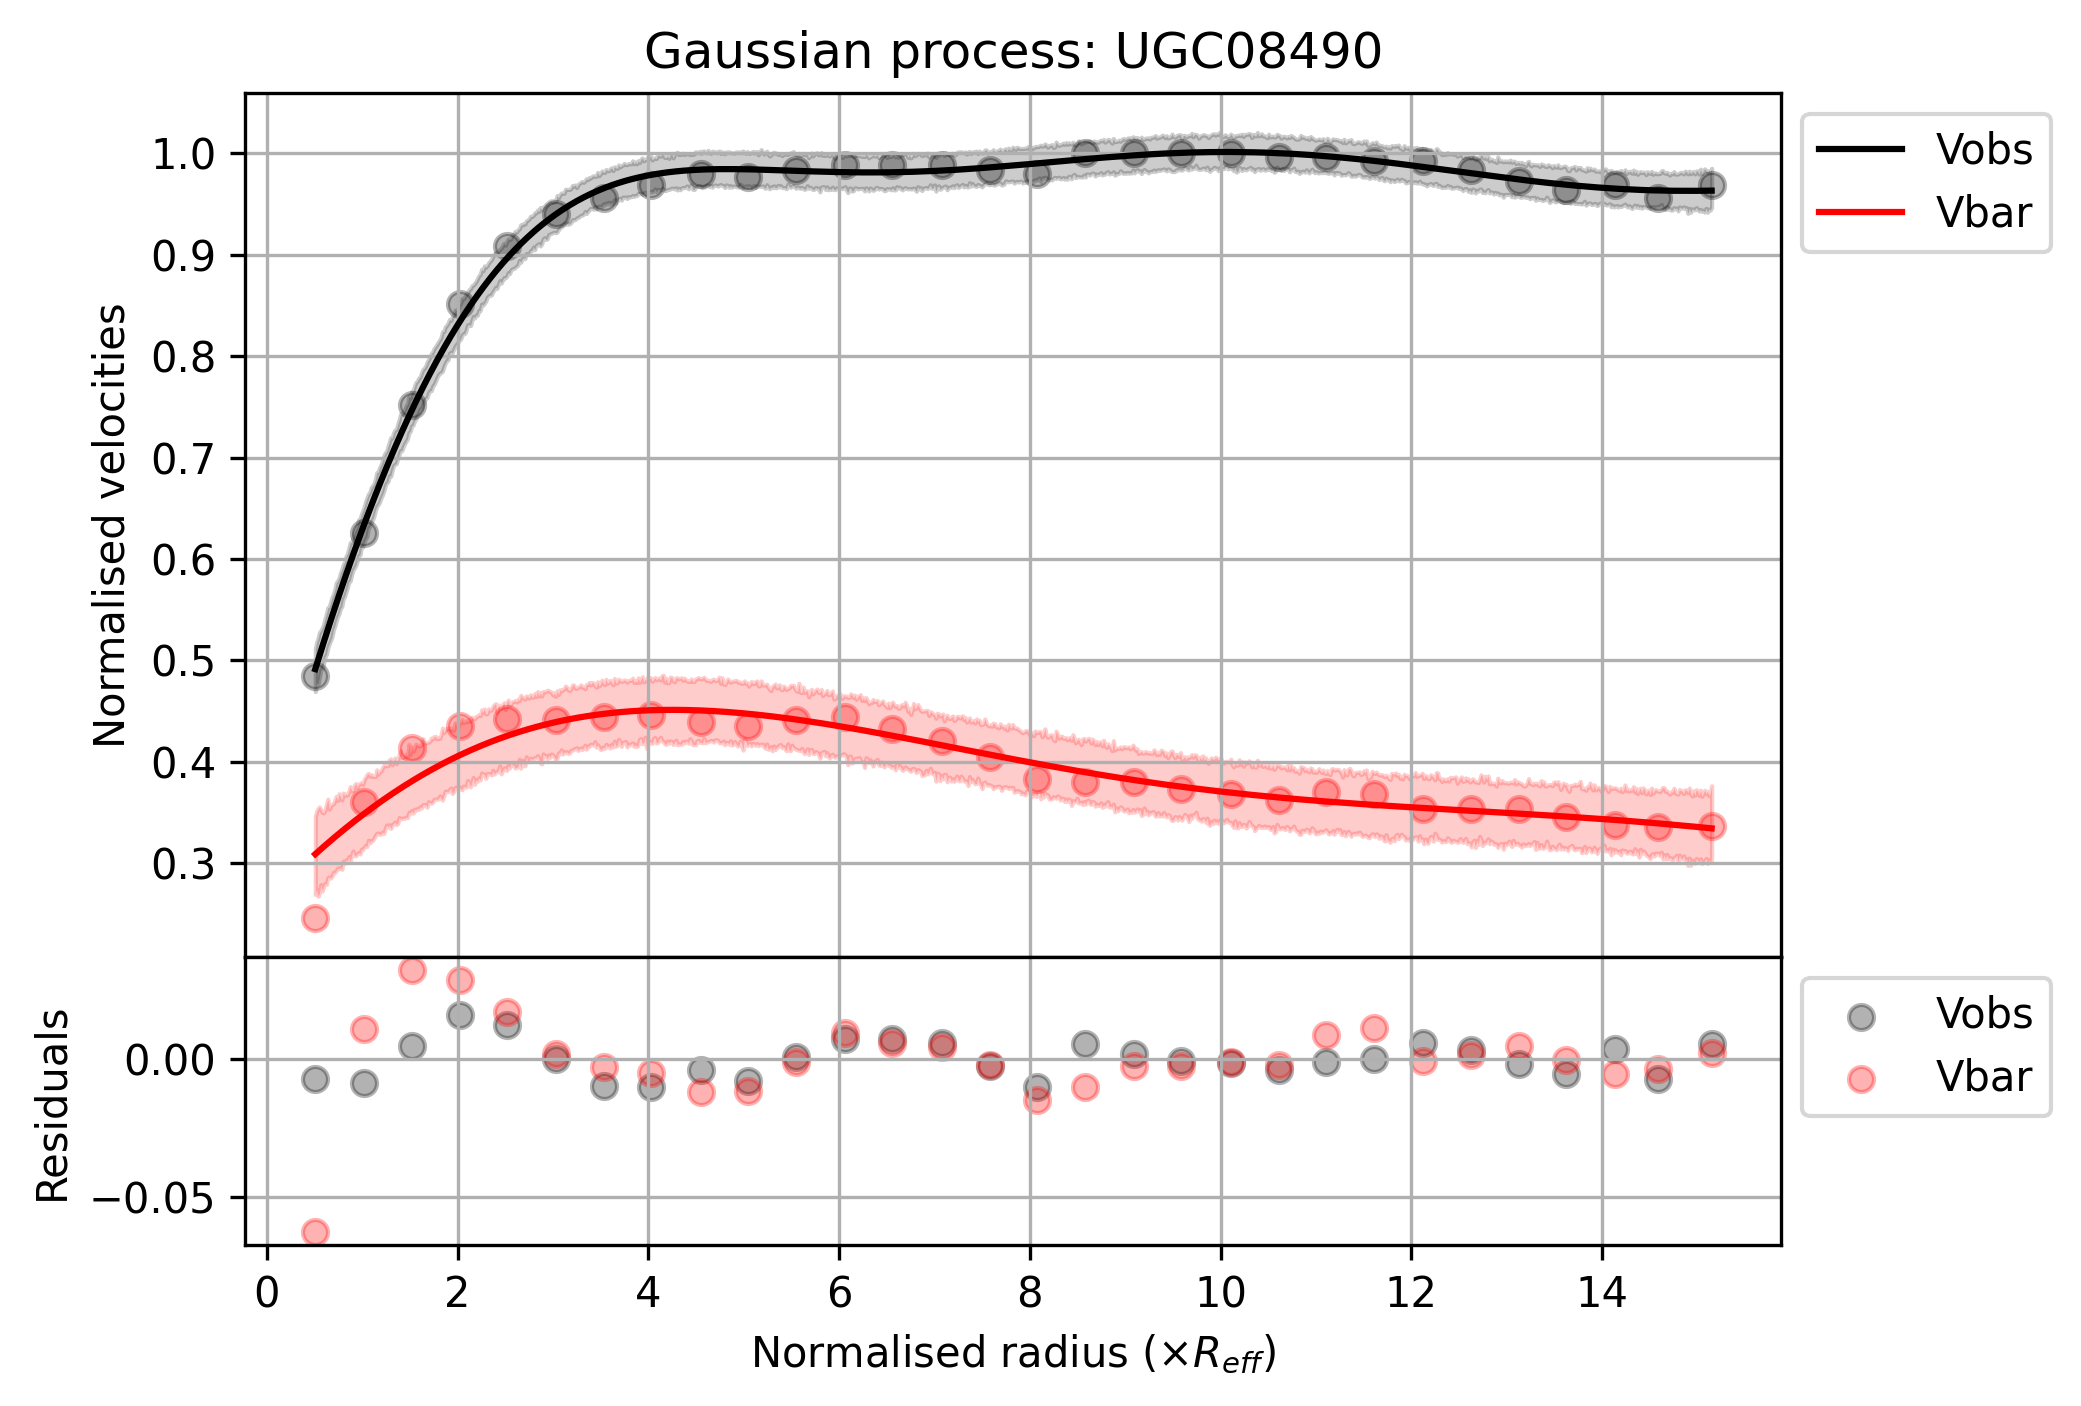 Gaussian process: UGC08490
Normalised velocities
1.0
0.9
0.8
0.7
0.6
0.5
0.4
0.3
Vobs
Vbar
Residuals
0.00
−0.05
Vobs
Vbar
0 2 4 6 8 10 12 14
Normalised radius (×R_eff)